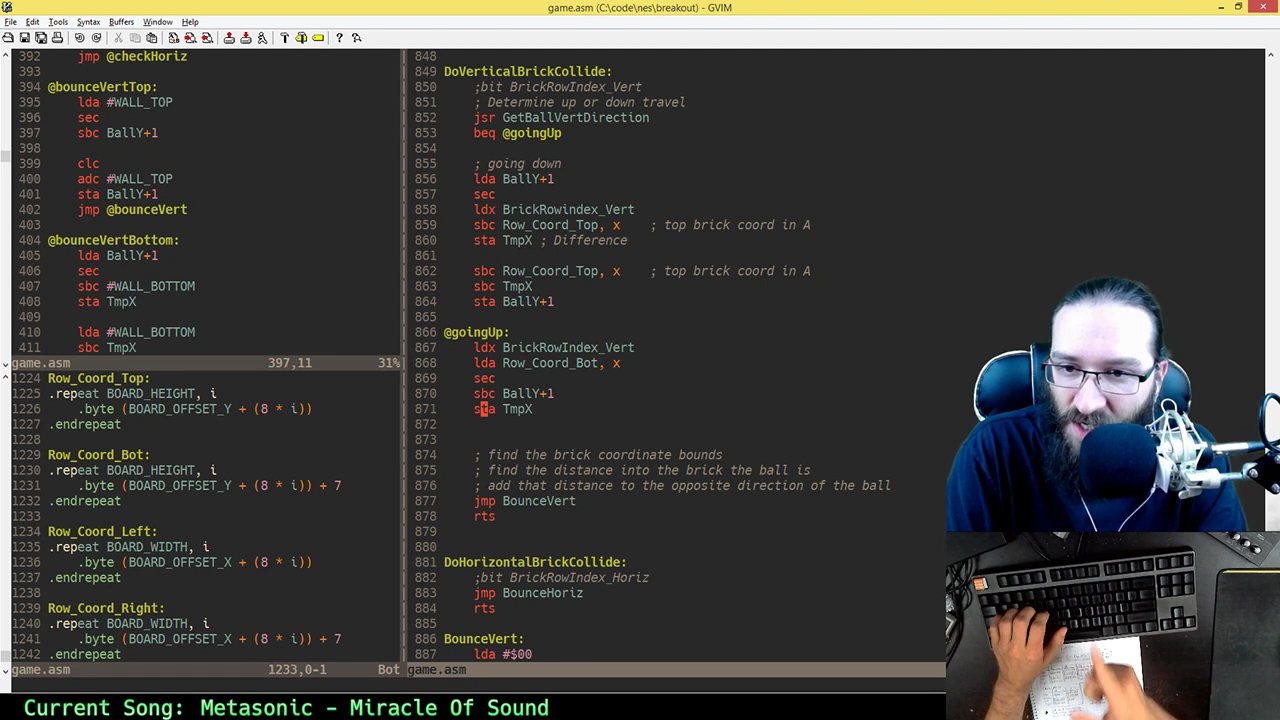 game.asm (C:\code\nes\breakout) - GVIM
File Edit Tools Syntax Buffers Window Help
392 jmp @checkHoriz
393
394 @bounceVertTop:
395 lda #WALL_TOP
396 sec
397 sbc BallY+1
398
399 clc
400 adc #WALL_TOP
401 sta BallY+1
402 jmp @bounceVert
403
404 @bounceVertBottom:
405 lda BallY+1
406 sec
407 sbc #WALL_BOTTOM
408 sta TmpX
409
410 lda #WALL_BOTTOM
411 sbc TmpX
game.asm 397,11 31%
Row_Coord_Top:
1225 .repeat BOARD_HEIGHT, i
1226 .byte (BOARD_OFFSET_Y + (8 * i))
1227 .endrepeat
1228
1229 Row_Coord_Bot:
1230 .repeat BOARD_HEIGHT, i
1231 .byte (BOARD_OFFSET_Y + (8 * i)) + 7
1232 .endrepeat
1233
1234 Row_Coord_Left:
1235 .repeat BOARD_WIDTH, i
1236 .byte (BOARD_OFFSET_X + (8 * i))
1237 .endrepeat
1238
1239 Row_Coord_Right:
1240 .repeat BOARD_WIDTH, i
1241 .byte (BOARD_OFFSET_X + (8 * i)) + 7
1242 .endrepeat
game.asm 1233,0-1 Bot
848
849 DoVerticalBrickCollide:
850 ;bit BrickRowIndex_Vert
851 ; Determine up or down travel
852 jsr GetBallVertDirection
853 beq @goingUp
854
855 ; going down
856 lda BallY+1
857 sec
858 ldx BrickRowindex_Vert
859 sbc Row_Coord_Top, x ; top brick coord in A
860 sta TmpX ; Difference
861
862 sbc Row_Coord_Top, x ; top brick coord in A
863 sbc TmpX
864 sta BallY+1
865
866 @goingUp:
867 ldx BrickRowIndex_Vert
868 lda Row_Coord_Bot, x
869 sec
870 sbc BallY+1
871 sta TmpX
872
873
874 ; find the brick coordinate bounds
875 ; find the distance into the brick the ball is
876 ; add that distance to the opposite direction of the ball
877 jmp BounceVert
878 rts
879
880
881 DoHorizontalBrickCollide:
882 ;bit BrickRowIndex_Horiz
883 jmp BounceHoriz
884 rts
885
886 BounceVert:
887 lda #$00
game.asm
Current Song: Metasonic - Miracle Of Sound